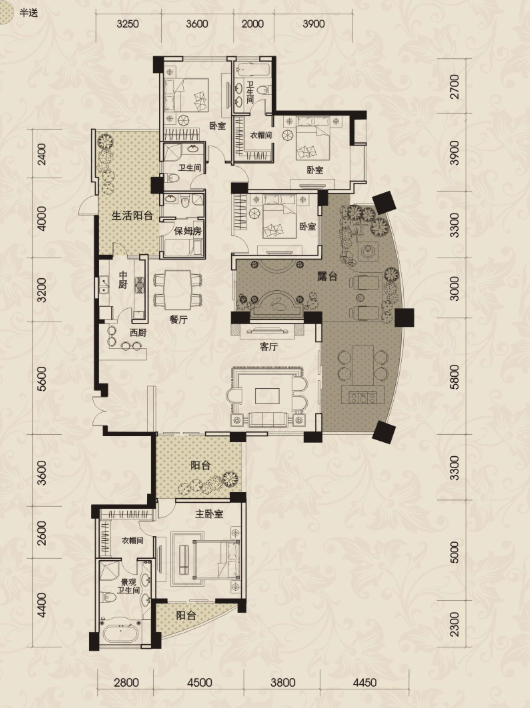 半送
3250
3600
2000
3900
2700
3900
3300
3000
5800
3300
5000
2300
2400
4000
3200
5600
3600
2600
4400
卫生间
卧室
衣帽间
卧室
卫生间
生活阳台
保姆房
卧室
中厨
露台
餐厅
西厨
客厅
阳台
主卧室
衣帽间
景观
卫生间
阳台
2800
4500
3800
4450